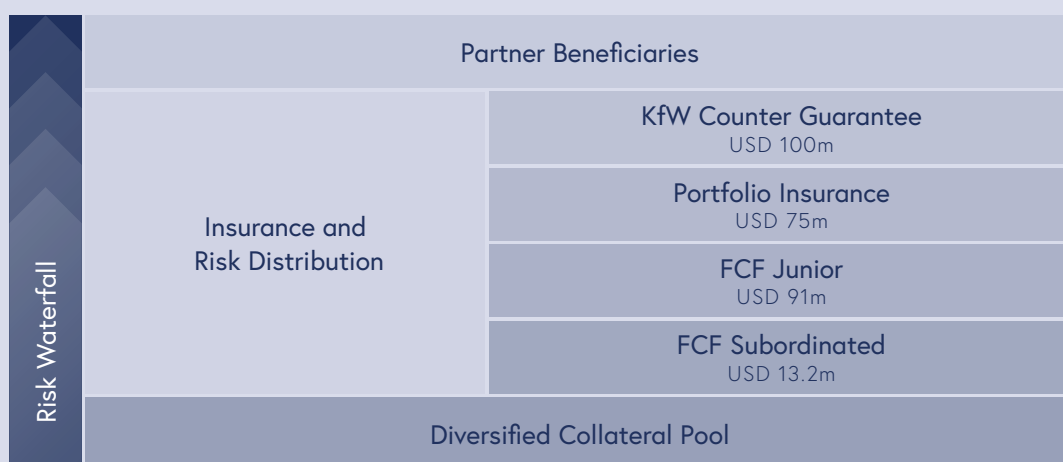 Risk Waterfall
Partner Beneficiaries
Insurance and
Risk Distribution
KfW Counter Guarantee
USD 100m
Portfolio Insurance
USD 75m
FCF Junior
USD 91m
FCF Subordinated
USD 13.2m
Diversified Collateral Pool